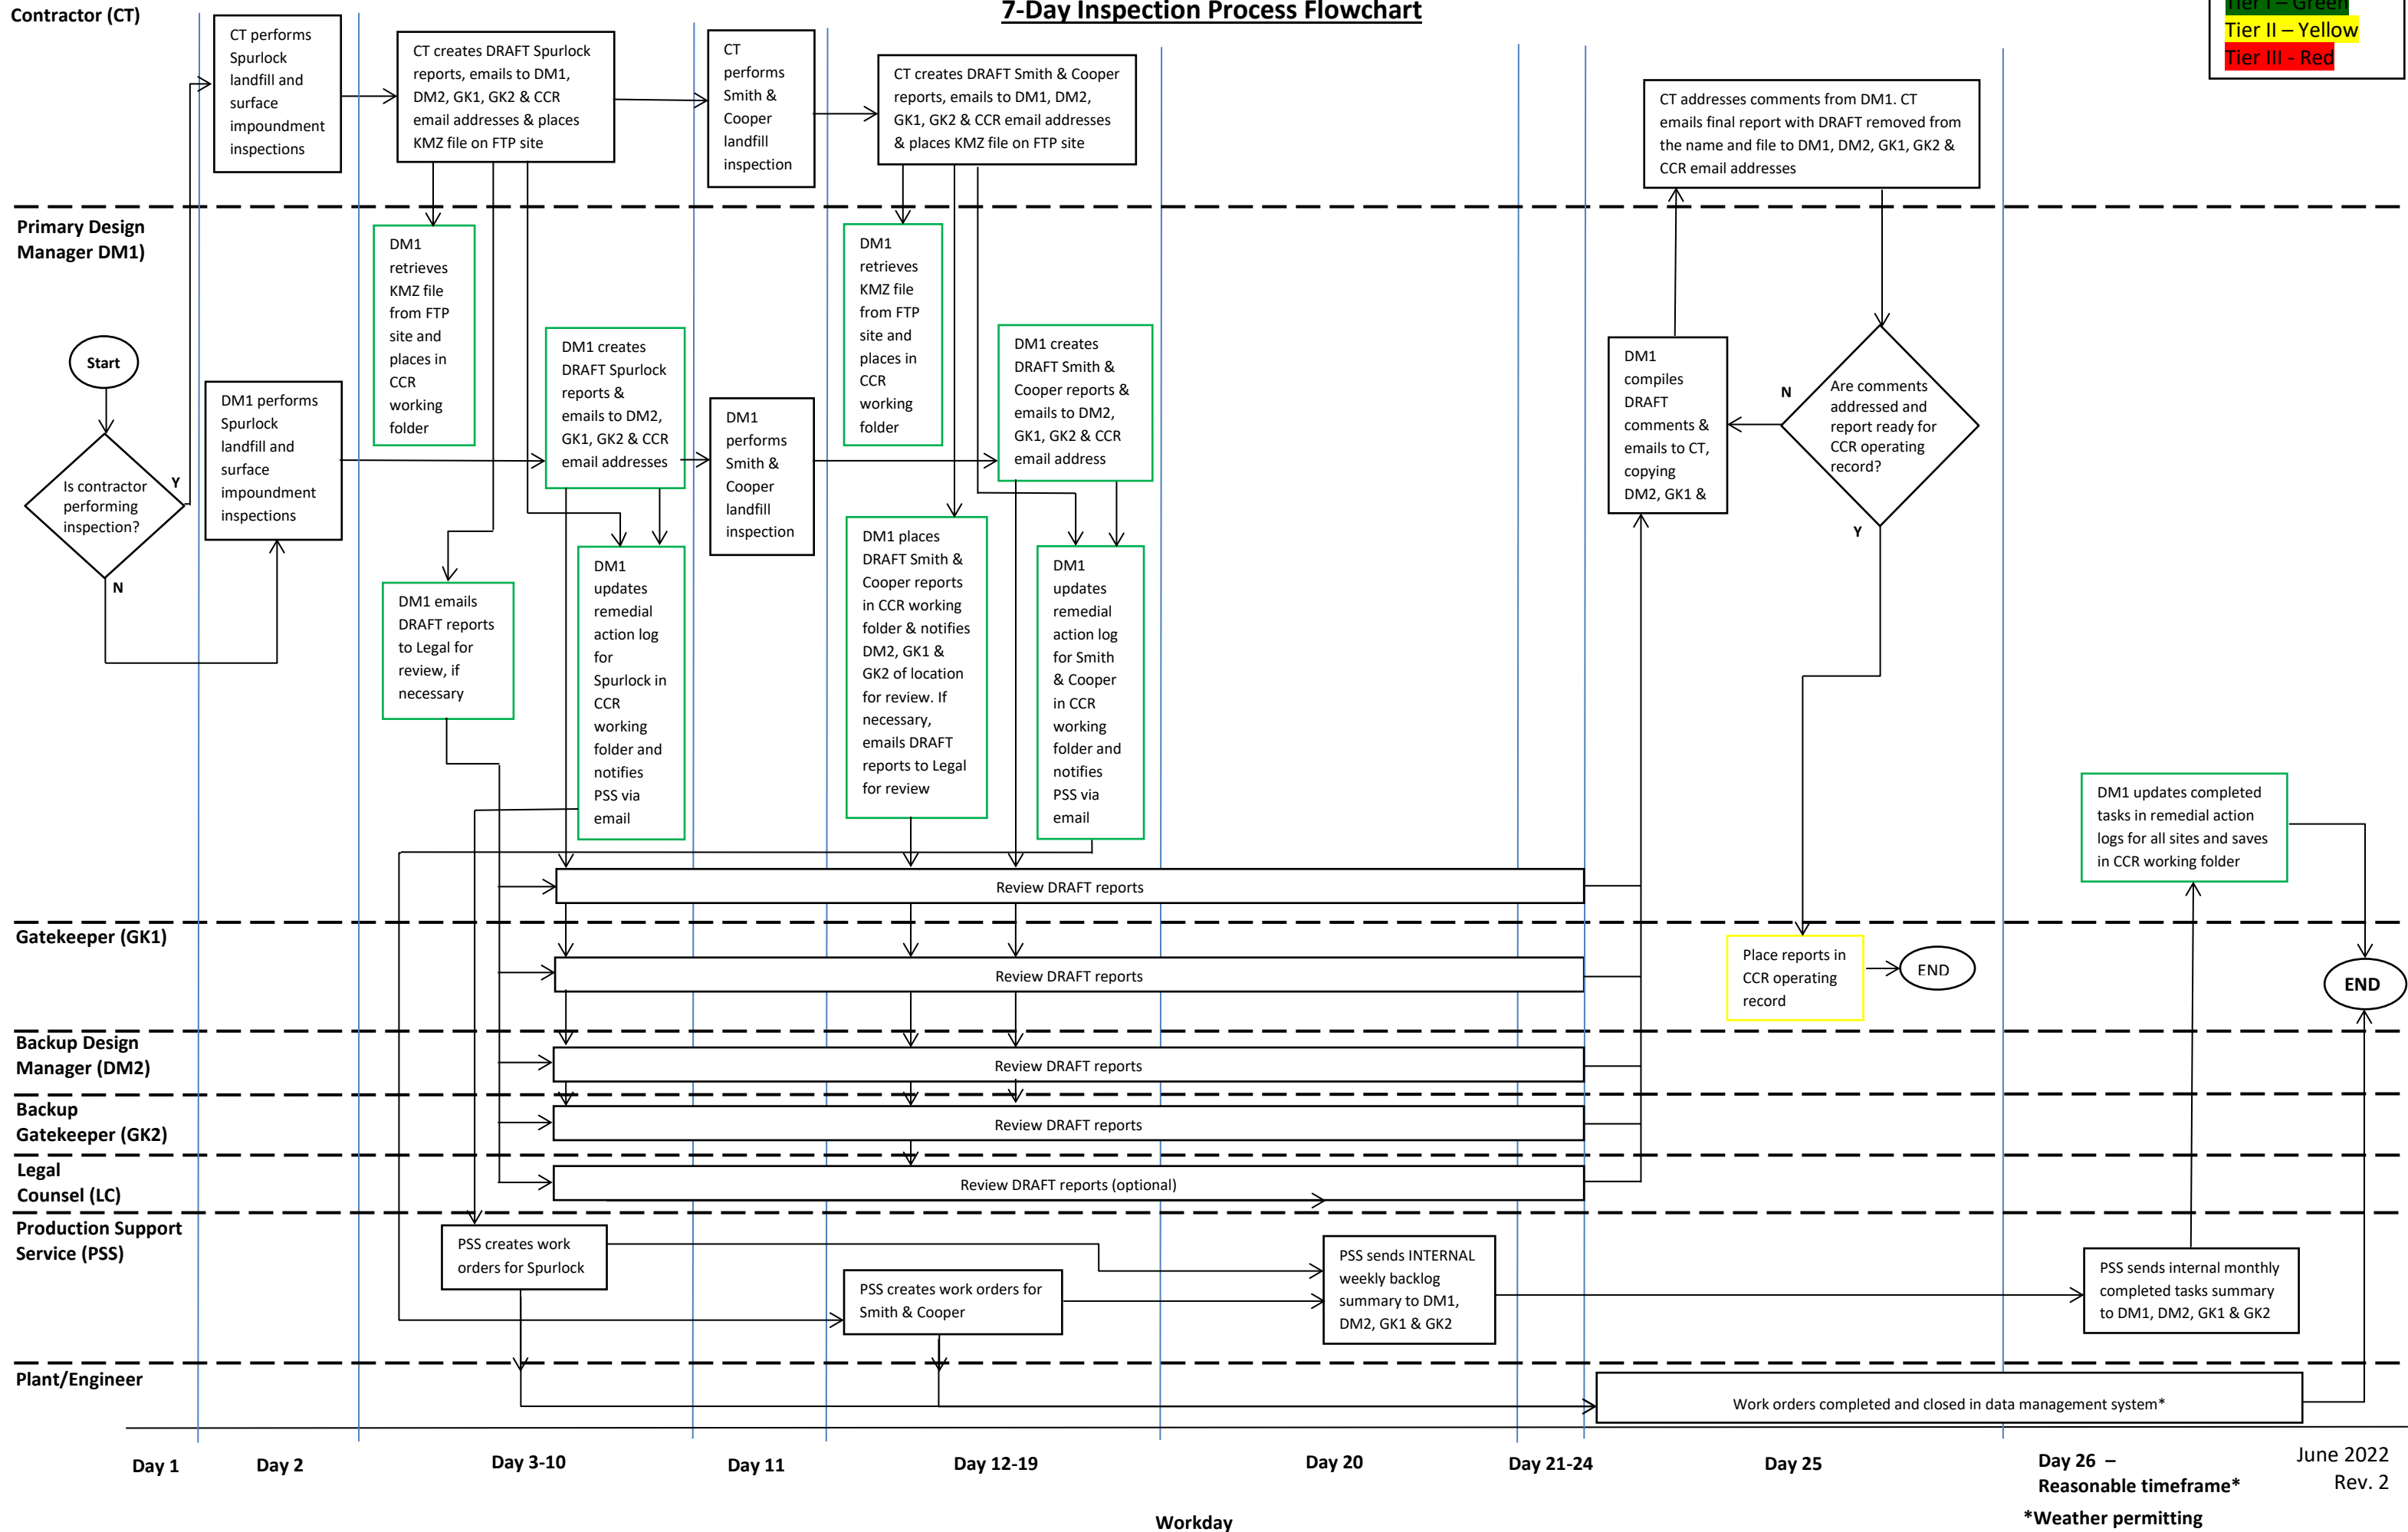 Contractor (CT)
7-Day Inspection Process Flowchart
Tier I – Green
Tier II – Yellow
Tier III - Red
CT performs
Spurlock
landfill and
surface
impoundment
inspections
CT creates DRAFT Spurlock
reports, emails to DM1,
DM2, GK1, GK2 & CCR
email addresses & places
KMZ file on FTP site
CT
performs
Smith &
Cooper
landfill
inspection
CT creates DRAFT Smith & Cooper
reports, emails to DM1, DM2,
GK1, GK2 & CCR email addresses
& places KMZ file on FTP site
CT addresses comments from DM1. CT
emails final report with DRAFT removed from
the name and file to DM1, DM2, GK1, GK2 &
CCR email addresses
Primary Design
Manager DM1)
Start
Is contractor
performing
inspection?
Y
N
DM1 performs
Spurlock
landfill and
surface
impoundment
inspections
DM1
retrieves
KMZ file
from FTP
site and
places in
CCR
working
folder
DM1 creates
DRAFT Spurlock
reports &
emails to DM2,
GK1, GK2 & CCR
email addresses
DM1
performs
Smith &
Cooper
landfill
inspection
DM1
retrieves
KMZ file
from FTP
site and
places in
CCR
working
folder
DM1 creates
DRAFT Smith &
Cooper reports &
emails to DM2,
GK1, GK2 & CCR
email address
DM1
compiles
DRAFT
comments &
emails to CT,
copying
DM2, GK1 &
N
Are comments
addressed and
report ready for
CCR operating
record?
Y
DM1 emails
DRAFT reports
to Legal for
review, if
necessary
DM1
updates
remedial
action log
for
Spurlock in
CCR
working
folder and
notifies
PSS via
email
DM1 places
DRAFT Smith &
Cooper reports
in CCR working
folder & notifies
DM2, GK1 &
GK2 of location
for review. If
necessary,
emails DRAFT
reports to Legal
for review
DM1
updates
remedial
action log
for Smith
& Cooper
in CCR
working
folder and
notifies
PSS via
email
DM1 updates completed
tasks in remedial action
logs for all sites and saves
in CCR working folder
Review DRAFT reports
Gatekeeper (GK1)
Review DRAFT reports
Place reports in
CCR operating
record
END
END
Backup Design
Manager (DM2)
Review DRAFT reports
Backup
Gatekeeper (GK2)
Review DRAFT reports
Legal
Counsel (LC)
Review DRAFT reports (optional)
Production Support
Service (PSS)
PSS creates work
orders for Spurlock
PSS creates work orders for
Smith & Cooper
PSS sends INTERNAL
weekly backlog
summary to DM1,
DM2, GK1 & GK2
PSS sends internal monthly
completed tasks summary
to DM1, DM2, GK1 & GK2
Plant/Engineer
Work orders completed and closed in data management system*
Day 1
Day 2
Day 3-10
Day 11
Day 12-19
Day 20
Day 21-24
Day 25
Day 26 –
Reasonable timeframe*
June 2022
Rev. 2
Workday
*Weather permitting